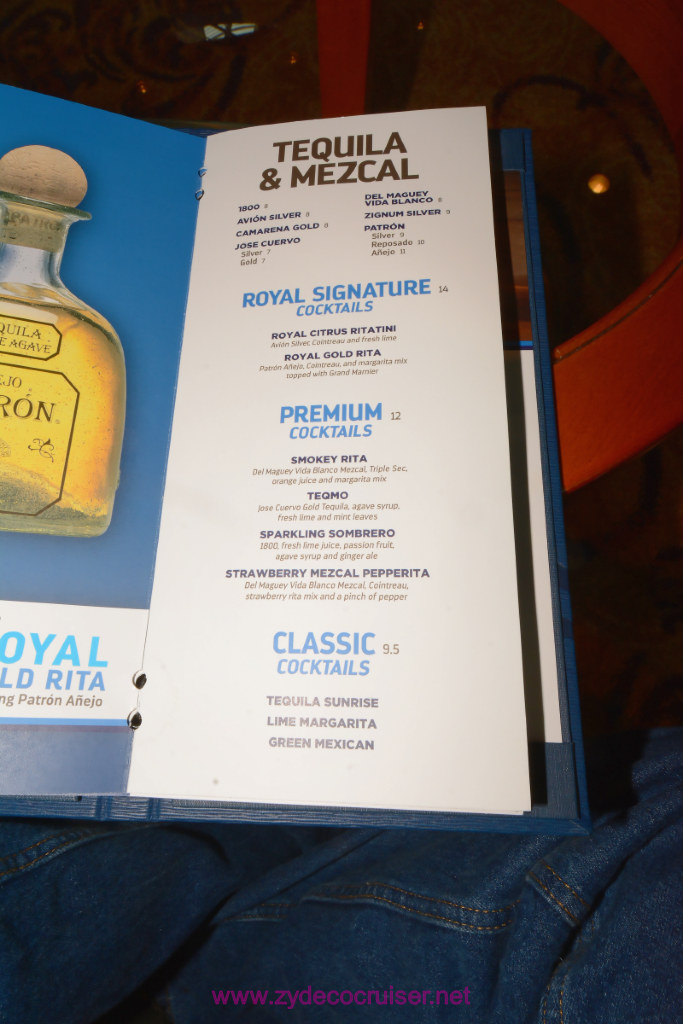 PATRÓN
QUILA
E AGAVE
EJO
RÓN
OYAL
LD RITA
ng Patrón Añejo
TEQUILA
& MEZCAL
1800 8
AVIÓN SILVER 9
CAMARENA GOLD 9
JOSE CUERVO
Silver 7
Gold 7
DEL MAGUEY
VIDA BLANCO 8
ZIGNUM SILVER 9
PATRÓN
Silver 9
Reposado 10
Añejo 11
ROYAL SIGNATURE 14
COCKTAILS
ROYAL CITRUS RITATINI
Avión Silver, Cointreau and fresh lime
ROYAL GOLD RITA
Patrón Añejo, Cointreau, and margarita mix
topped with Grand Marnier
PREMIUM 12
COCKTAILS
SMOKEY RITA
Del Maguey Vida Blanco Mezcal, Triple Sec,
orange juice and margarita mix
TEQMO
Jose Cuervo Gold Tequila, agave syrup,
fresh lime and mint leaves
SPARKLING SOMBRERO
1800, fresh lime juice, passion fruit,
agave syrup and ginger ale
STRAWBERRY MEZCAL PEPPERITA
Del Maguey Vida Blanco Mezcal, Cointreau,
strawberry rita mix and a pinch of pepper
CLASSIC 9.5
COCKTAILS
TEQUILA SUNRISE
LIME MARGARITA
GREEN MEXICAN
www.zydecocruiser.net